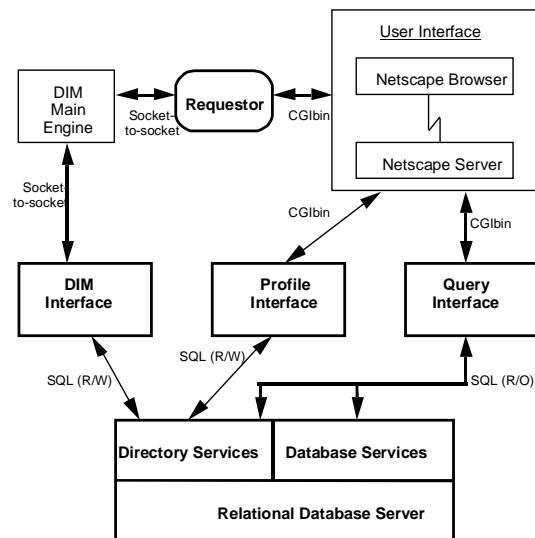 User Interface
Netscape Browser
Netscape Server
DIM
Main
Engine
Requestor
Socket-
to-socket
CGIbin
Socket-
to-socket
CGIbin
CGIbin
DIM
Interface
Profile
Interface
Query
Interface
SQL (R/W)
SQL (R/W)
SQL (R/O)
Directory Services
Database Services
Relational Database Server